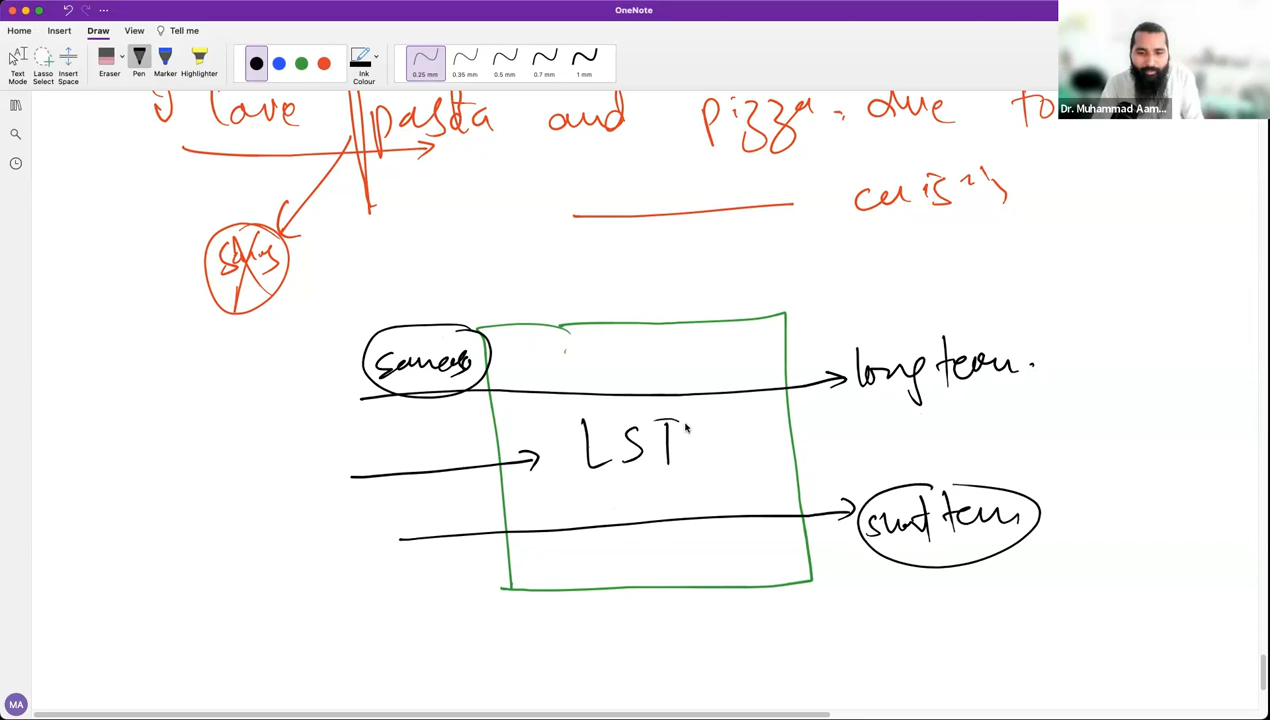 OneNote
Home Insert Draw View Tell me
Text Mode Lasso Select Insert Space Eraser Pen Marker Highlighter 0.25 mm 0.35 mm 0.5 mm 0.7 mm 1 mm Ink Colour
Dr. Muhammad Aam...
i love pasta and pizza. due to
long term.
LST
short term
MA